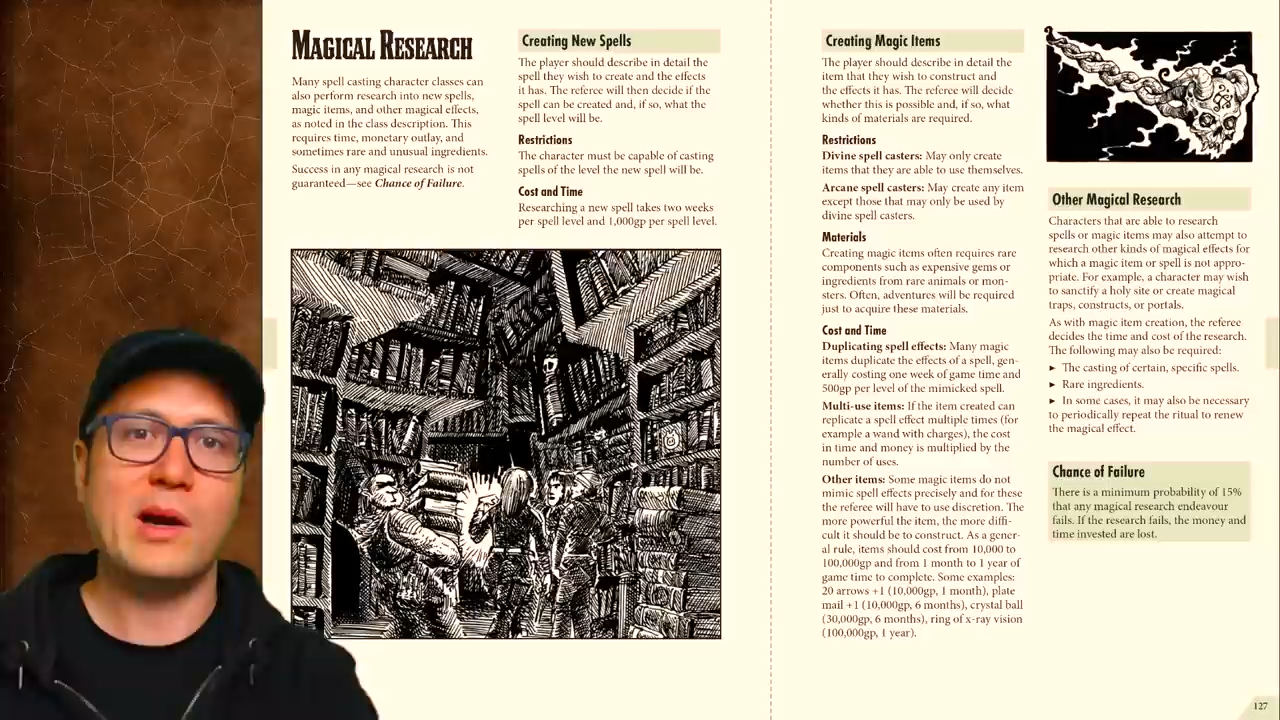 MAGICAL RESEARCH
Many spell casting character classes can
also perform research into new spells,
magic items, and other magical effects,
as noted in the class description. This
requires time, monetary outlay, and
sometimes rare and unusual ingredients.
Success in any magical research is not
guaranteed—see Chance of Failure.
Creating New Spells
The player should describe in detail the
spell they wish to create and the effects
it has. The referee will then decide if the
spell can be created and, if so, what the
spell level will be.
Restrictions
The character must be capable of casting
spells of the level the new spell will be.
Cost and Time
Researching a new spell takes two weeks
per spell level and 1,000gp per spell level.
Creating Magic Items
The player should describe in detail the
item that they wish to construct and
the effects it has. The referee will decide
whether this is possible and, if so, what
kinds of materials are required.
Restrictions
Divine spell casters: May only create
items that they are able to use themselves.
Arcane spell casters: May create any item
except those that may only be used by
divine spell casters.
Materials
Creating magic items often requires rare
components such as expensive gems or
ingredients from rare animals or mon-
sters. Often, adventures will be required
just to acquire these materials.
Cost and Time
Duplicating spell effects: Many magic
items duplicate the effects of a spell, gen-
erally costing one week of game time and
500gp per level of the mimicked spell.
Multi-use items: If the item created can
replicate a spell effect multiple times (for
example a wand with charges), the cost
in time and money is multiplied by the
number of uses.
Other items: Some magic items do not
mimic spell effects precisely and for these
the referee will have to use discretion. The
more powerful the item, the more diffi-
cult it should be to construct. As a gener-
al rule, items should cost from 10,000 to
100,000gp and from 1 month to 1 year of
game time to complete. Some examples:
20 arrows +1 (10,000gp, 1 month), plate
mail +1 (10,000gp, 6 months), crystal ball
(30,000gp, 6 months), ring of x-ray vision
(100,000gp, 1 year).
Other Magical Research
Characters that are able to research
spells or magic items may also attempt to
research other kinds of magical effects for
which a magic item or spell is not appro-
priate. For example, a character may wish
to sanctify a holy site or create magical
traps, constructs, or portals.
As with magic item creation, the referee
decides the time and cost of the research.
The following may also be required:
► The casting of certain, specific spells.
► Rare ingredients.
► In some cases, it may also be necessary
to periodically repeat the ritual to renew
the magical effect.
Chance of Failure
There is a minimum probability of 15%
that any magical research endeavour
fails. If the research fails, the money and
time invested are lost.
127